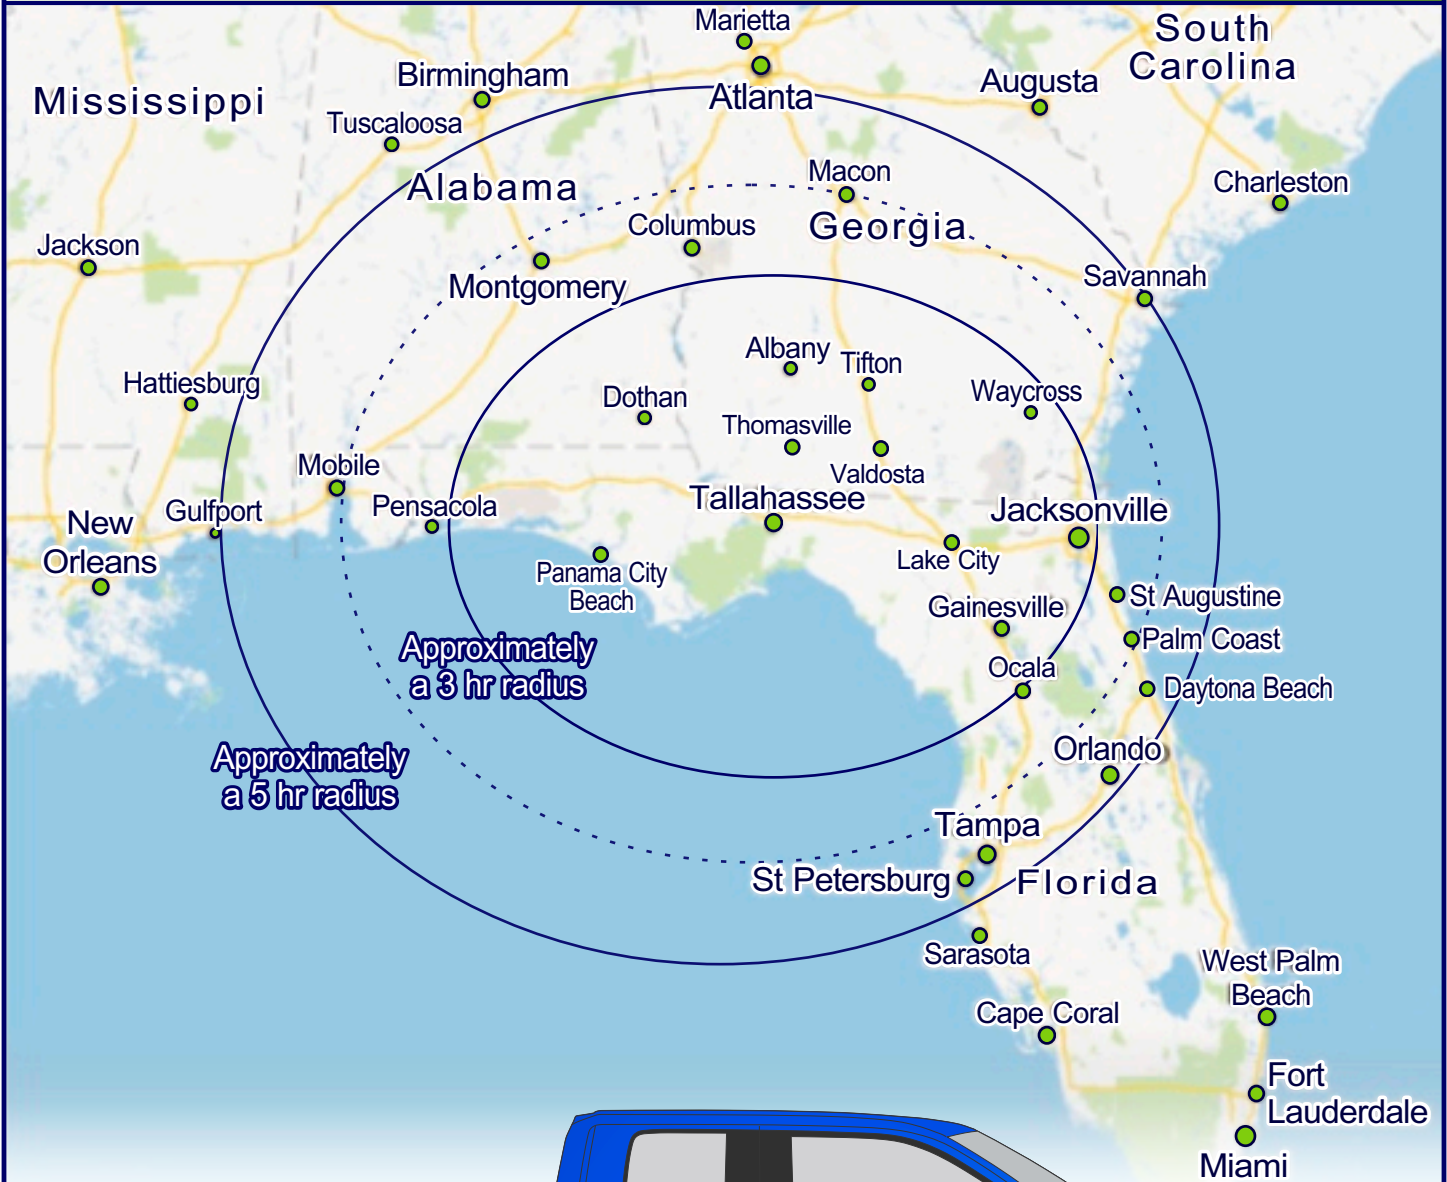 Marietta
South
Carolina
Birmingham
Atlanta
Augusta
Mississippi
Tuscaloosa
Alabama
Macon
Charleston
Columbus
Georgia
Jackson
Montgomery
Savannah
Albany
Tifton
Hattiesburg
Dothan
Waycross
Thomasville
Mobile
Valdosta
Pensacola
Tallahassee
Gulfport
Jacksonville
New
Orleans
Lake City
Panama City
Beach
St Augustine
Gainesville
Palm Coast
Approximately
a 3 hr radius
Ocala
Daytona Beach
Approximately
a 5 hr radius
Orlando
Tampa
St Petersburg
Florida
Sarasota
West Palm
Beach
Cape Coral
Fort
Lauderdale
Miami